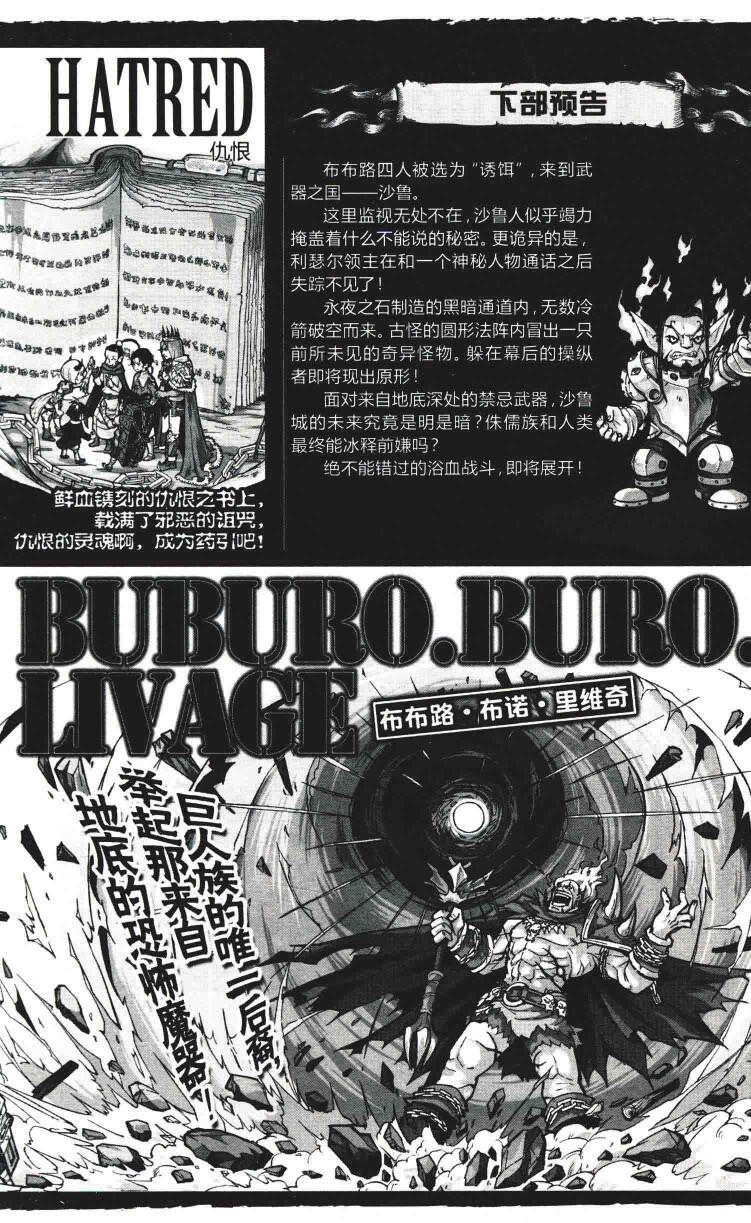 HATRED
仇恨
鲜血镌刻的仇恨之书上,
载满了邪恶的诅咒,
仇恨的灵魂啊, 成为药引吧!
下部预告
布布路四人被选为“诱饵”, 来到武
器之国——沙鲁。
这里监视无处不在, 沙鲁人似乎竭力
掩盖着什么不能说的秘密。更诡异的是,
利瑟尔领主在和一个神秘人物通话之后
失踪不见了!
永夜之石制造的黑暗通道内, 无数冷
箭破空而来。古怪的圆形法阵内冒出一只
前所未见的奇异怪物。躲在幕后的操纵
者即将现出原形!
面对来自地底深处的禁忌武器, 沙鲁
城的未来究竟是明是暗? 侏儒族和人类
最终能冰释前嫌吗?
绝不能错过的浴血战斗, 即将展开!
BUBURO.BURO.
LIVAGE
布布路·布诺·里维奇
巨人族的唯一后裔,
举起那来自
地底的恐怖魔器!